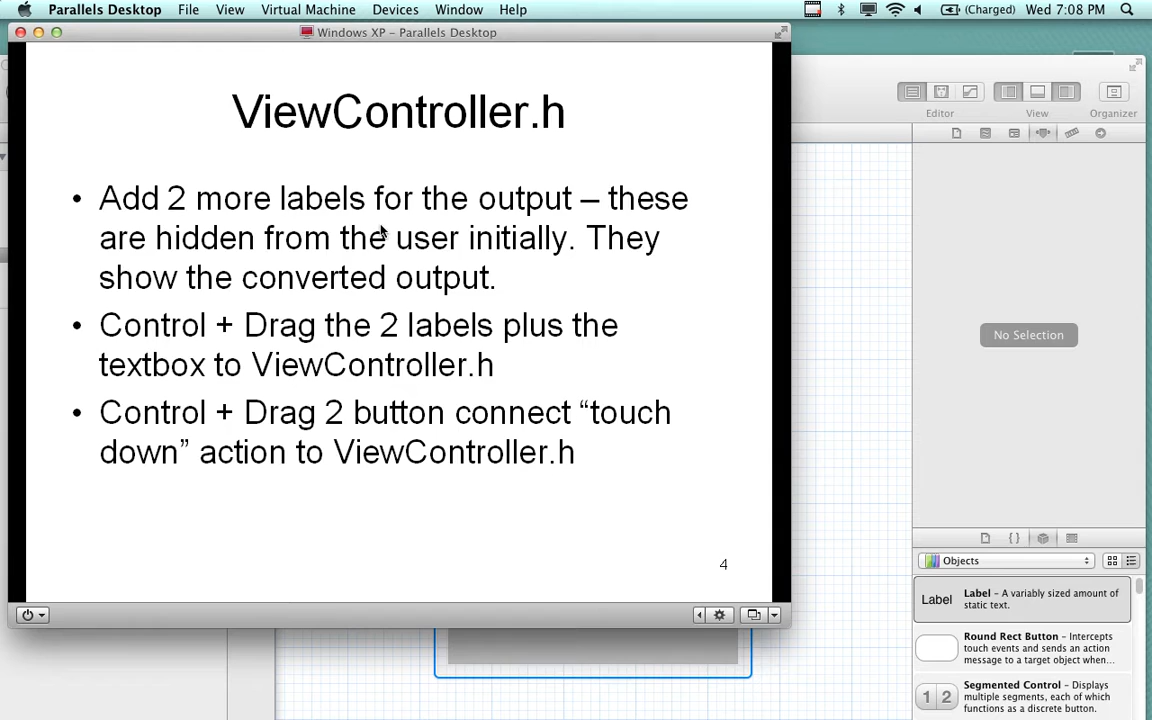 Parallels Desktop File View Virtual Machine Devices Window Help (Charged) Wed 7:08 PM
Windows XP – Parallels Desktop
ViewController.h
• Add 2 more labels for the output – these
are hidden from the user initially. They
show the converted output.
• Control + Drag the 2 labels plus the
textbox to ViewController.h
• Control + Drag 2 button connect “touch
down” action to ViewController.h
4
Editor View Organizer
No Selection
{ }
Objects
Label
Label – A variably sized amount of
static text.
Round Rect Button – Intercepts
touch events and sends an action
message to a target object when...
1 2
Segmented Control – Displays
multiple segments, each of which
functions as a discrete button.